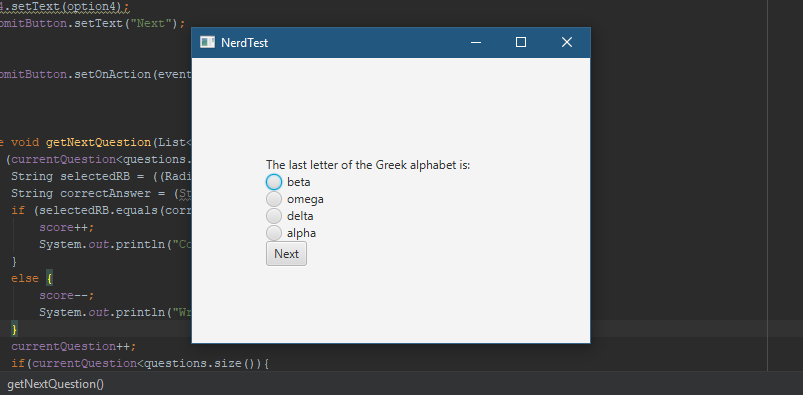 .setText(option4);
omitButton.setText("Next");
NerdTest
omitButton.setOnAction(event
e void getNextQuestion(List<
(currentQuestion<questions.
String selectedRB = ((Radi
String correctAnswer = (St
if (selectedRB.equals(corr
score++;
System.out.println("Co
}
else {
score--;
System.out.println("Wr
}
currentQuestion++;
if(currentQuestion<questions.size()){
getNextQuestion()
The last letter of the Greek alphabet is:
beta
omega
delta
alpha
Next